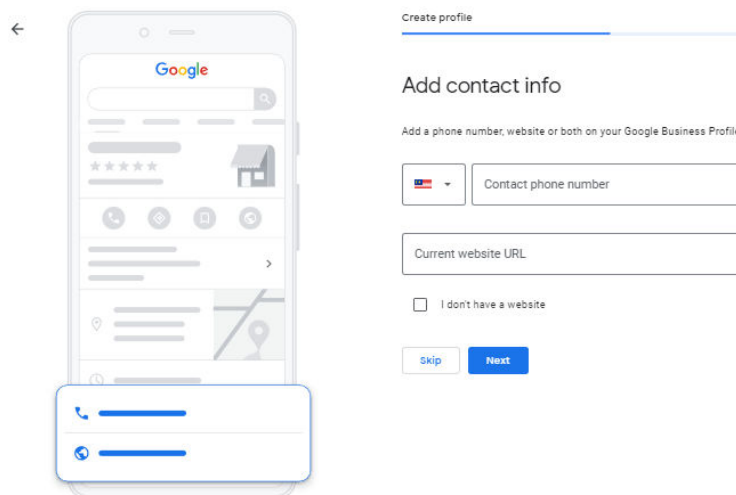 Create profile
Google
Add contact info
Add a phone number, website or both on your Google Business Profile
Contact phone number
Current website URL
I don't have a website
Skip
Next